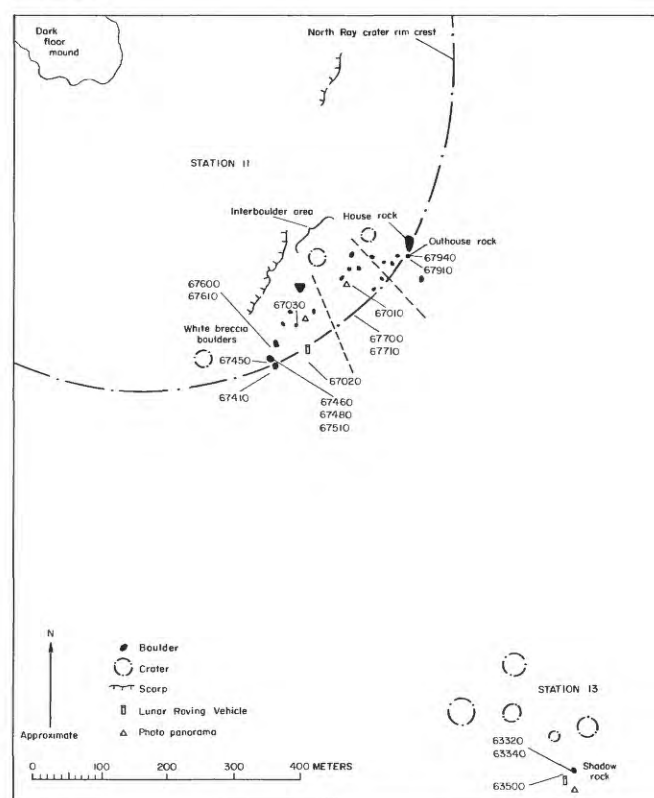 Dark
floor
mound
North Ray crater rim crest
STATION 11
Interboulder area
House rock
Outhouse rock
67940
67910
67600
67610
67030
67010
White breccia
boulders
67450
67700
67710
67020
67410
67460
67480
67510
N
Approximate
Boulder
Crater
Scarp
Lunar Roving Vehicle
Photo panorama
0 100 200 300 400 METERS
STATION 13
63320
63340
Shadow
rock
63500